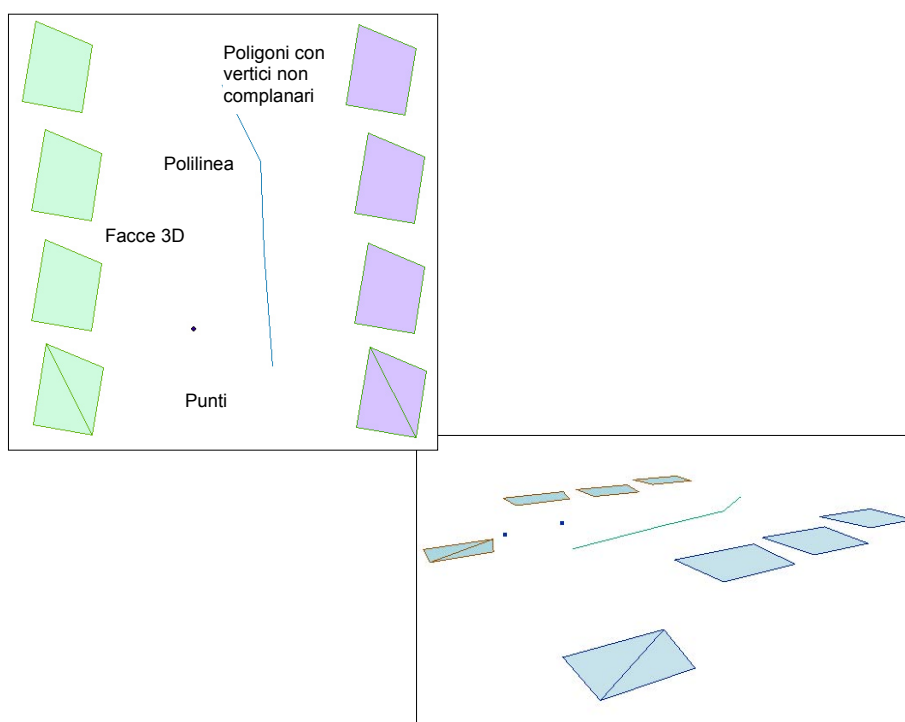 Poligoni con
vertici non
complanari
Polilinea
Facce 3D
Punti